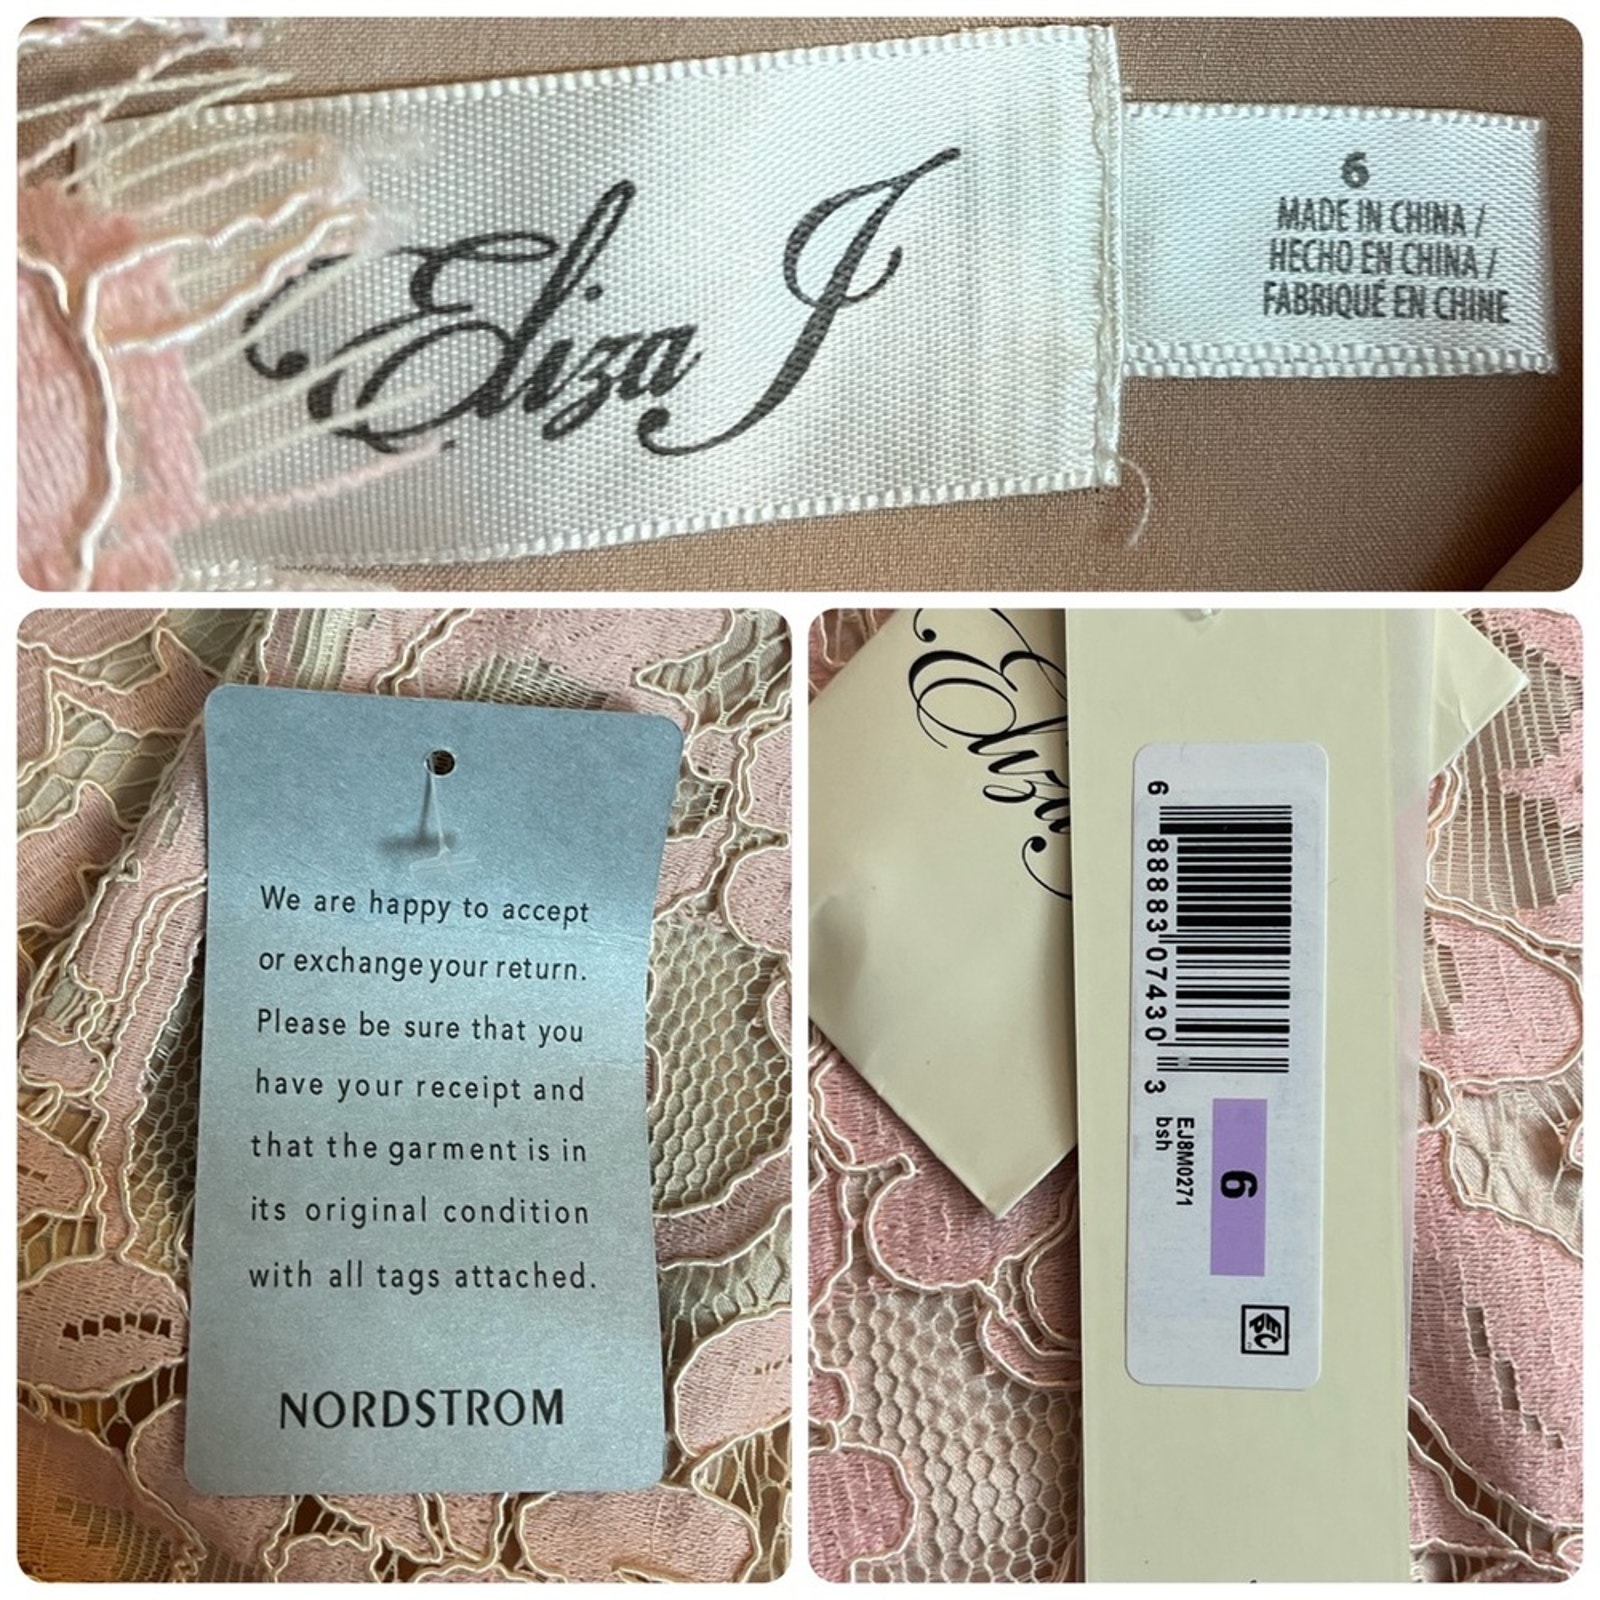 Eliza J
6
MADE IN CHINA /
HECHO EN CHINA /
FABRIQUÉ EN CHINE
We are happy to accept
or exchange your return.
Please be sure that you
have your receipt and
that the garment is in
its original condition
with all tags attached.
NORDSTROM
Eliza
6 88883 07430 3
EJ8M0271
bsh
6